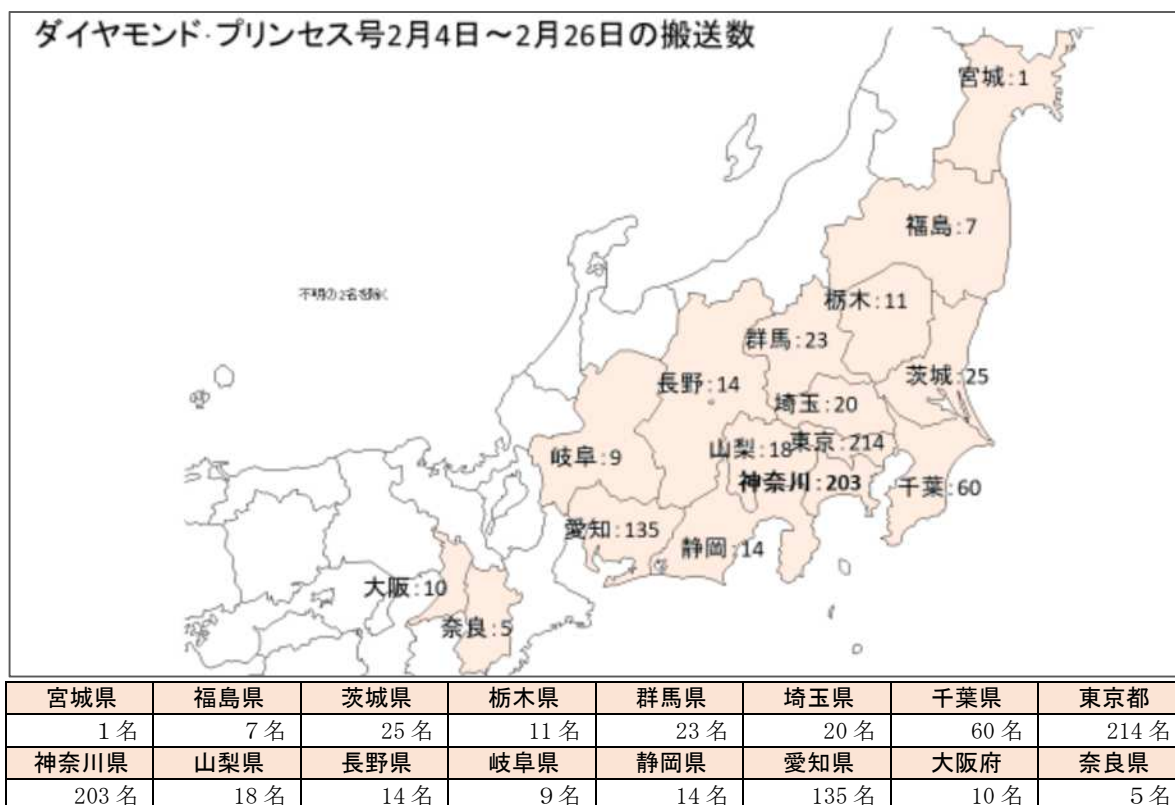 ダイヤモンド・プリンセス号2月4日～2月26日の搬送数
宮城:1
福島:7
不明の2名を除く
栃木:11
群馬:23
長野:14
茨城:25
埼玉:20
山梨:18
東京:214
岐阜:9
神奈川:203
千葉:60
愛知:135
静岡:14
大阪:10
奈良:5
宮城県 福島県 茨城県 栃木県 群馬県 埼玉県 千葉県 東京都
1名 7名 25名 11名 23名 20名 60名 214名
神奈川県 山梨県 長野県 岐阜県 静岡県 愛知県 大阪府 奈良県
203名 18名 14名 9名 14名 135名 10名 5名